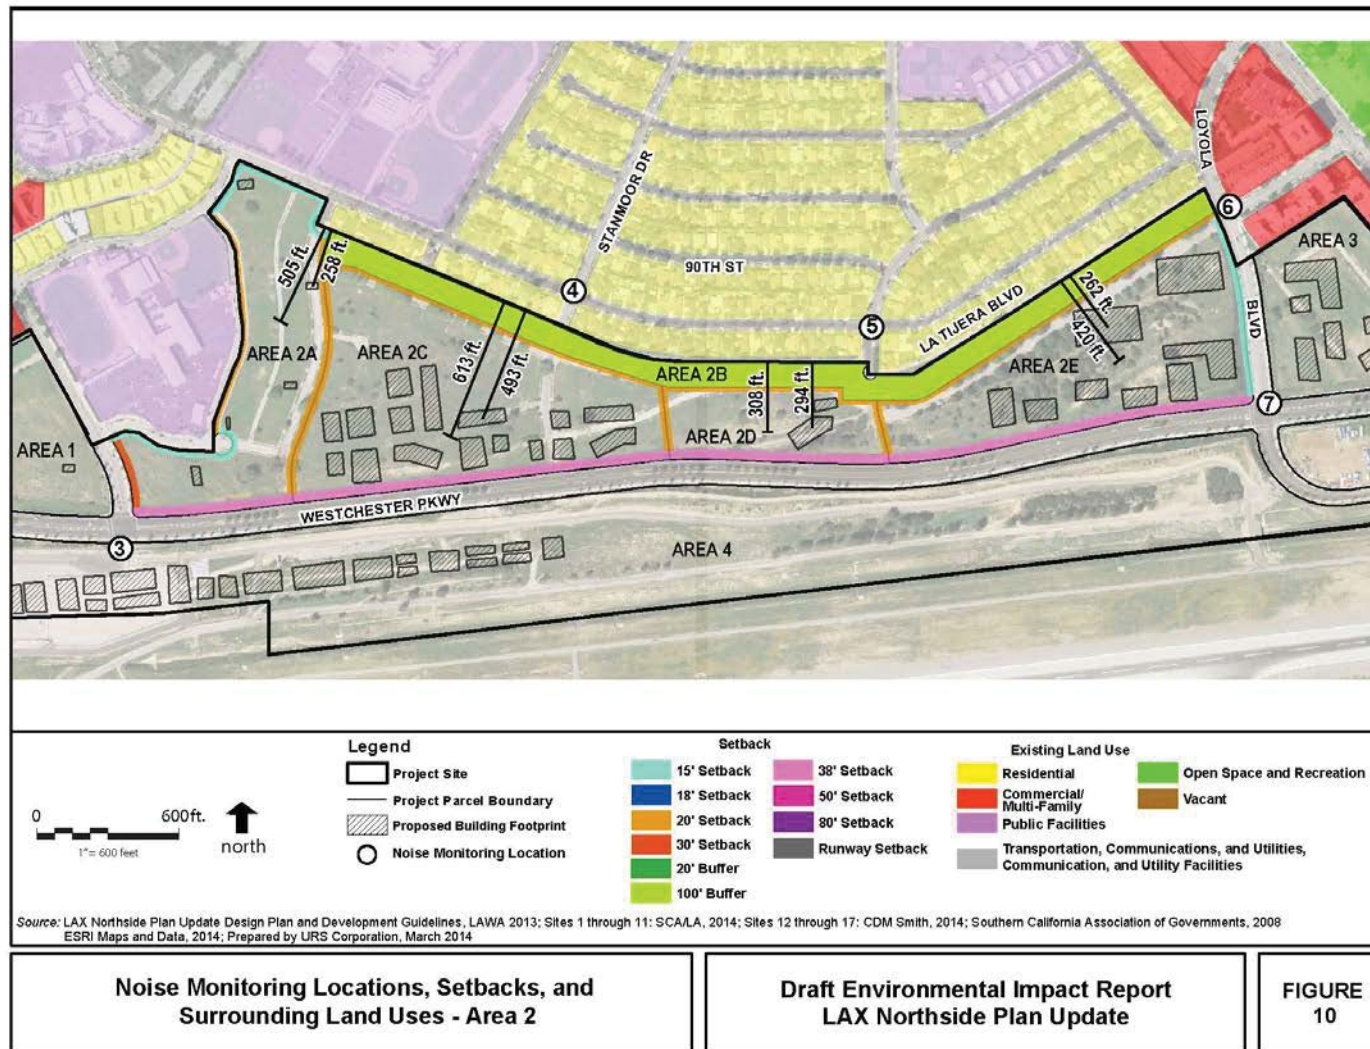 LOYOLA
STANMOOR DR
6
AREA 3
505 ft.
258 ft.
90TH ST
4
262 ft.
5
LA TIJERA BLVD
BLVD
420 ft.
AREA 2A
AREA 2C
613 ft.
493 ft.
AREA 2B
308 ft.
294 ft.
AREA 2E
7
AREA 2D
AREA 1
WESTCHESTER PKWY
3
AREA 4
Legend
Project Site
Project Parcel Boundary
Proposed Building Footprint
Noise Monitoring Location
0 600 ft.
1"= 600 feet
north
Setback
15' Setback
18' Setback
20' Setback
30' Setback
20' Buffer
100' Buffer
38' Setback
50' Setback
80' Setback
Runway Setback
Existing Land Use
Residential
Commercial/
Multi-Family
Public Facilities
Transportation, Communications, and Utilities,
Communication, and Utility Facilities
Open Space and Recreation
Vacant
Source: LAX Northside Plan Update Design Plan and Development Guidelines, LAWA 2013; Sites 1 through 11: SCA/LA, 2014; Sites 12 through 17: CDM Smith, 2014; Southern California Association of Governments, 2008
ESRI Maps and Data, 2014; Prepared by URS Corporation, March 2014
Noise Monitoring Locations, Setbacks, and
Surrounding Land Uses - Area 2
Draft Environmental Impact Report
LAX Northside Plan Update
FIGURE
10